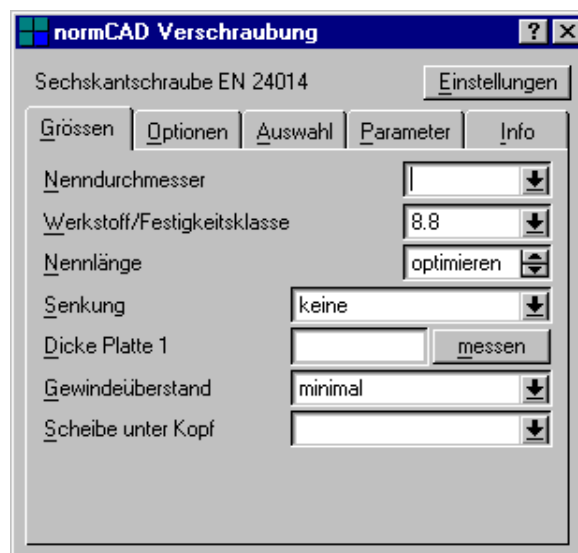 normCAD Verschraubung
Sechskantschraube EN 24014 Einstellungen
Grössen Optionen Auswahl Parameter Info
Nenndurchmesser
Werkstoff/Festigkeitsklasse 8.8
Nennlänge optimieren
Senkung keine
Dicke Platte 1 messen
Gewindeüberstand minimal
Scheibe unter Kopf